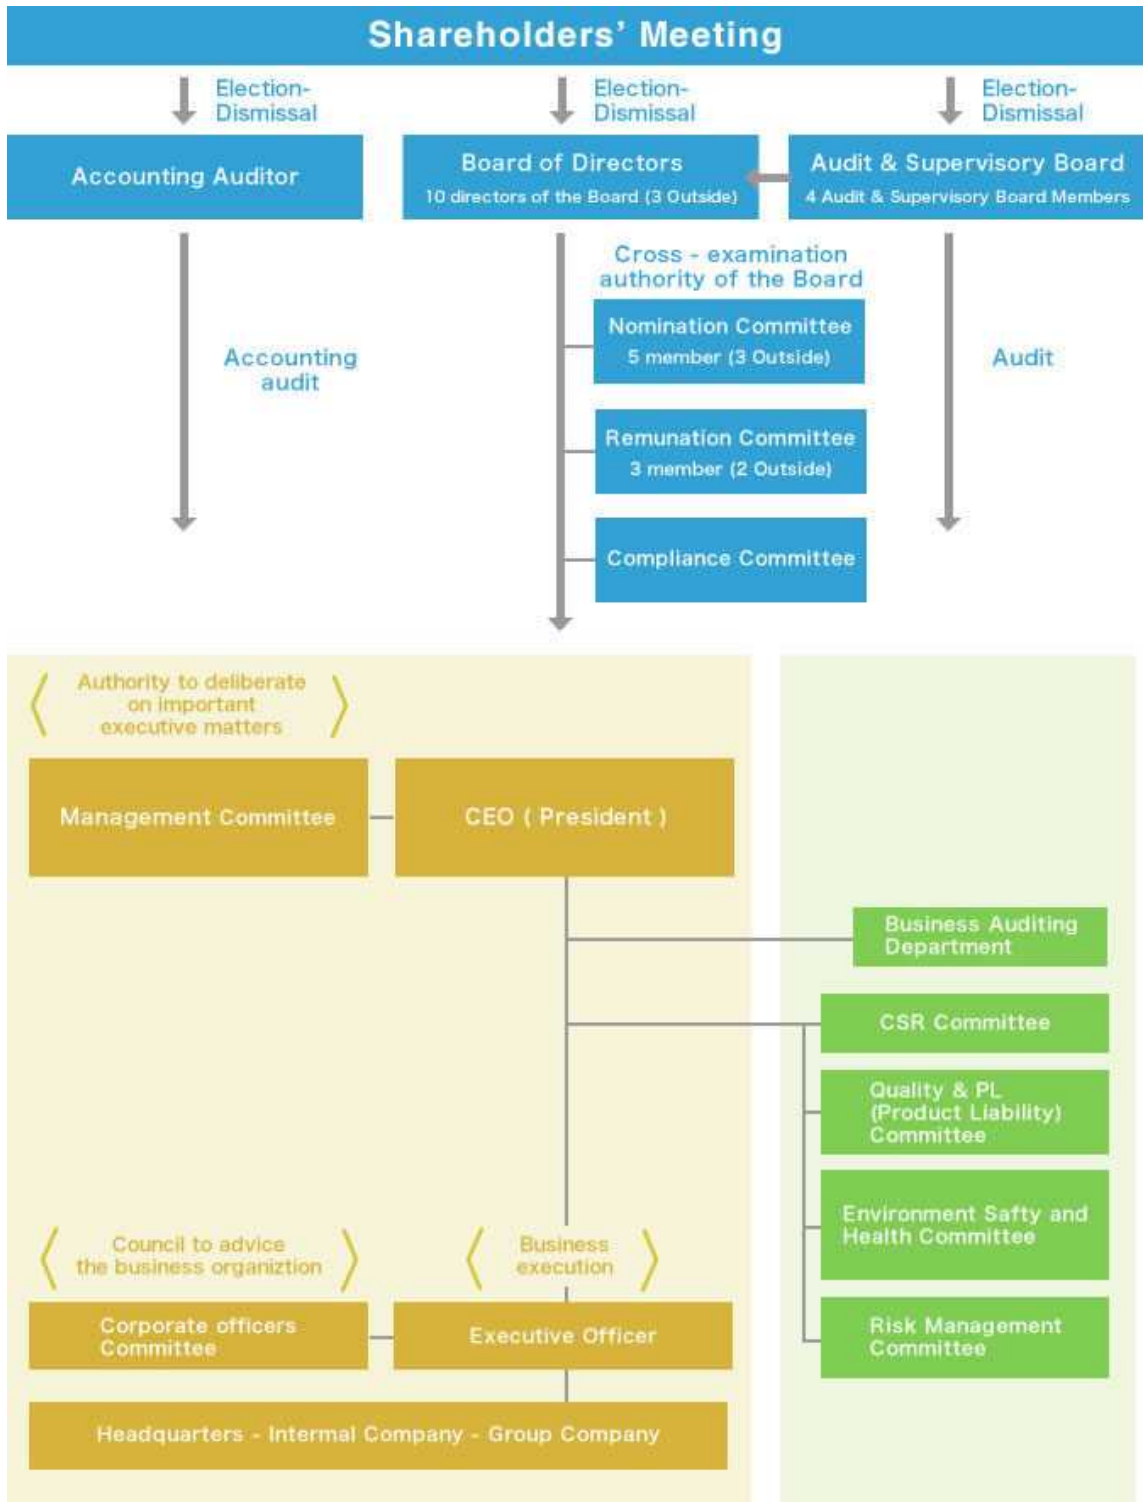 Shareholders’ Meeting
Election-
Dismissal
Election-
Dismissal
Election-
Dismissal
Accounting Auditor
Board of Directors
10 directors of the Board (3 Outside)
Audit & Supervisory Board
4 Audit & Supervisory Board Members
Cross - examination
authority of the Board
Nomination Committee
5 member (3 Outside)
Accounting
audit
Audit
Remunation Committee
3 member (2 Outside)
Compliance Committee
Authority to deliberate
on important
executive matters
Management Committee
CEO ( President )
Business Auditing
Department
CSR Committee
Quality & PL
(Product Liability)
Committee
Environment Safty and
Health Committee
Council to advice
the business organiztion
Business
execution
Corporate officers
Committee
Executive Officer
Risk Management
Committee
Headquarters - Intermal Company - Group Company